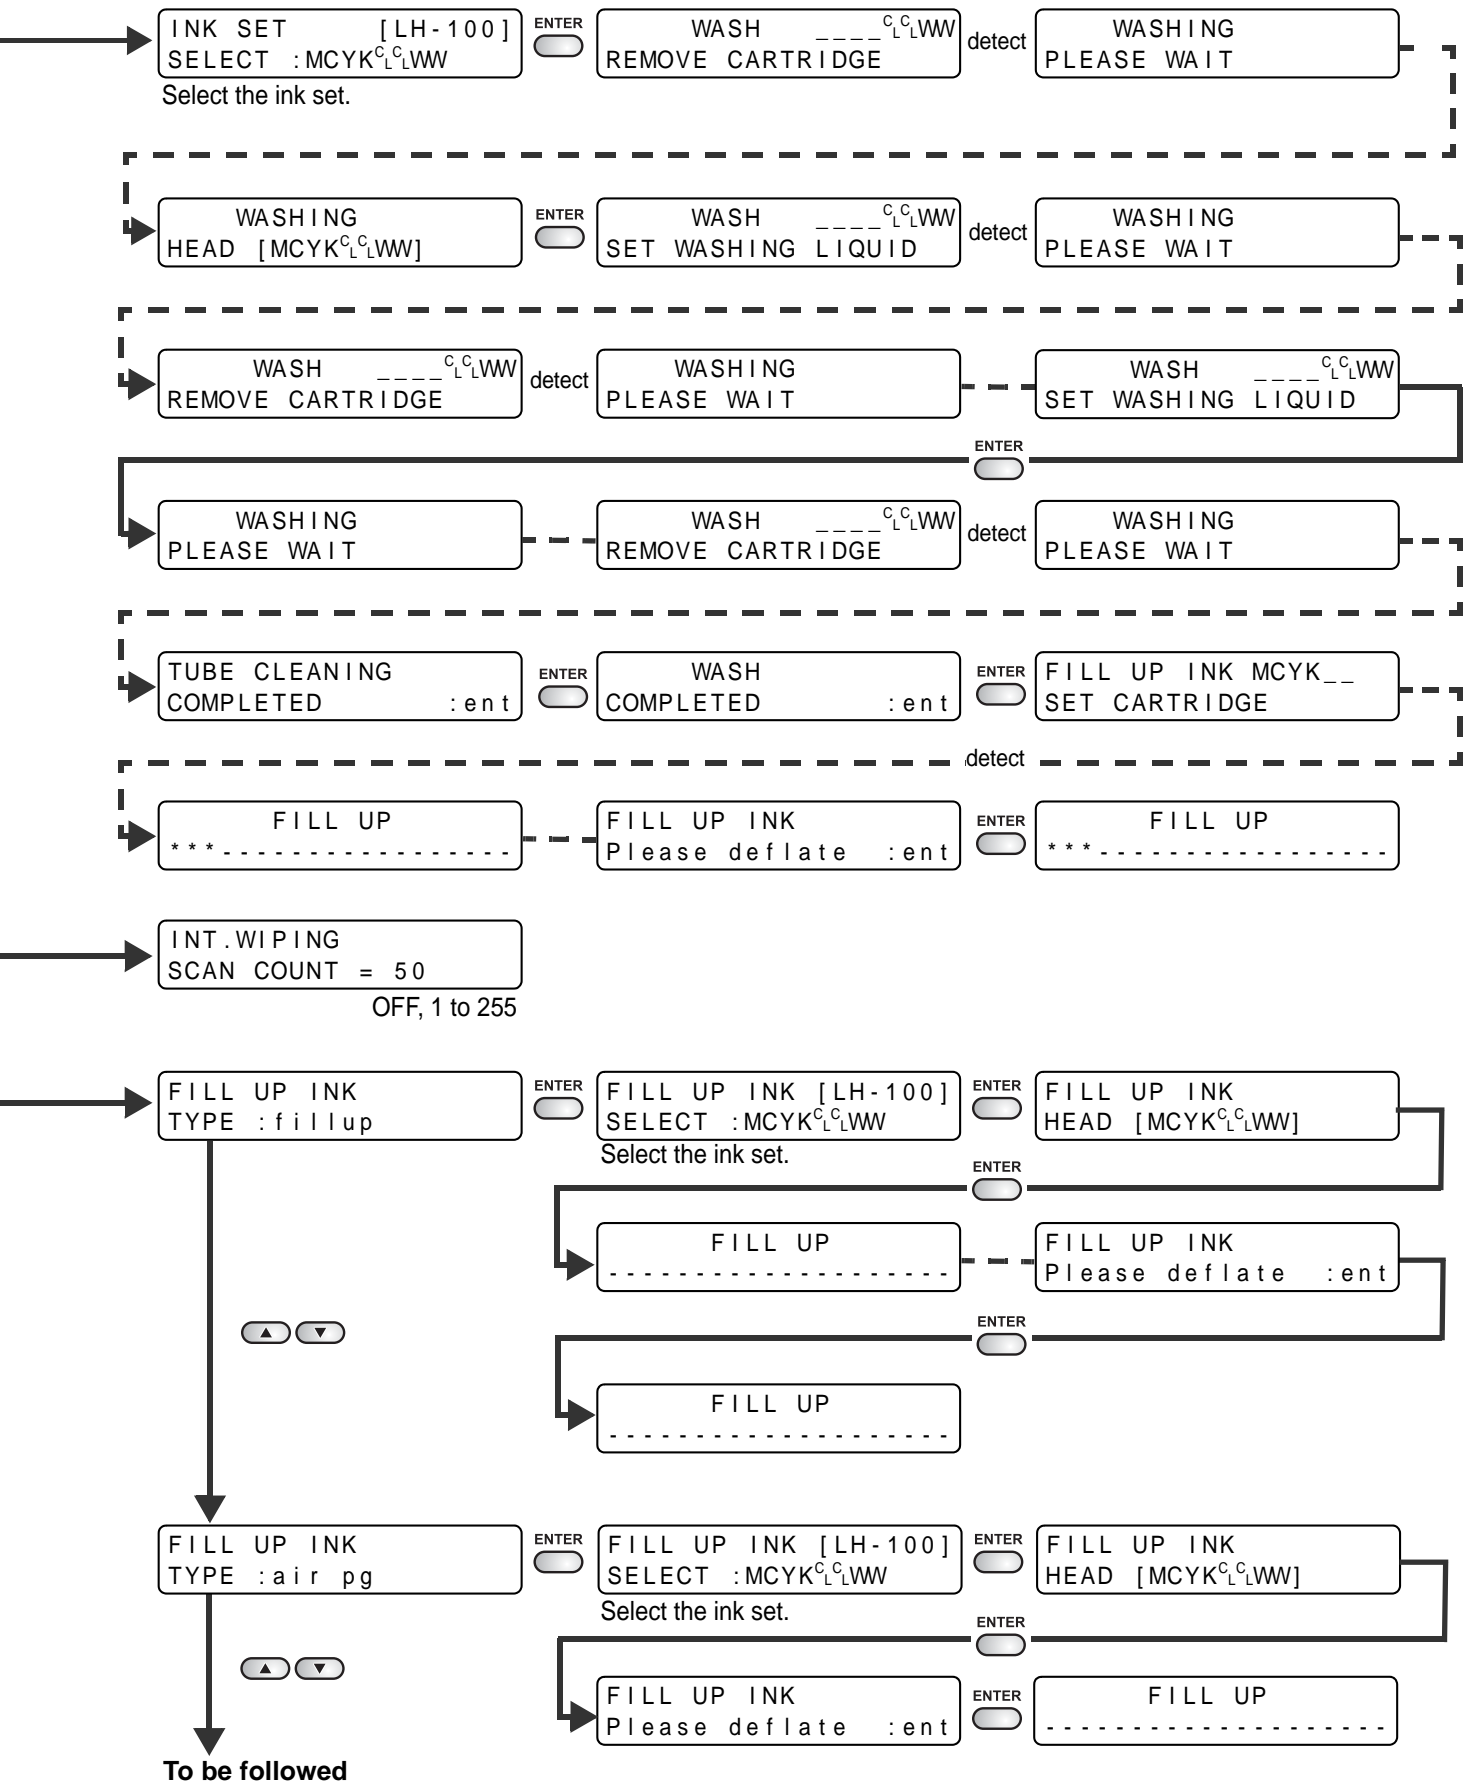 INK SET [LH-100]
SELECT :MCYKCLCLWW
ENTER
WASH ____CLCLWW
REMOVE CARTRIDGE
detect
WASHING
PLEASE WAIT
Select the ink set.
WASHING
HEAD [MCYKCLCLWW]
ENTER
WASH ____CLCLWW
SET WASHING LIQUID
detect
WASHING
PLEASE WAIT
WASH ____CLCLWW
REMOVE CARTRIDGE
detect
WASHING
PLEASE WAIT
WASH ____CLCLWW
SET WASHING LIQUID
ENTER
WASHING
PLEASE WAIT
WASH ____CLCLWW
REMOVE CARTRIDGE
detect
WASHING
PLEASE WAIT
TUBE CLEANING
COMPLETED :ent
ENTER
WASH
COMPLETED :ent
ENTER
FILL UP INK MCYK__
SET CARTRIDGE
detect
FILL UP
***-----------------
FILL UP INK
Please deflate :ent
ENTER
FILL UP
***-----------------
INT.WIPING
SCAN COUNT = 50
OFF, 1 to 255
FILL UP INK
TYPE :fillup
ENTER
FILL UP INK [LH-100]
SELECT :MCYKCLCLWW
ENTER
FILL UP INK
HEAD [MCYKCLCLWW]
Select the ink set.
ENTER
FILL UP
--------------------
FILL UP INK
Please deflate :ent
ENTER
FILL UP
--------------------
FILL UP INK
TYPE :air pg
ENTER
FILL UP INK [LH-100]
SELECT :MCYKCLCLWW
ENTER
FILL UP INK
HEAD [MCYKCLCLWW]
Select the ink set.
ENTER
FILL UP INK
Please deflate :ent
ENTER
FILL UP
--------------------
To be followed